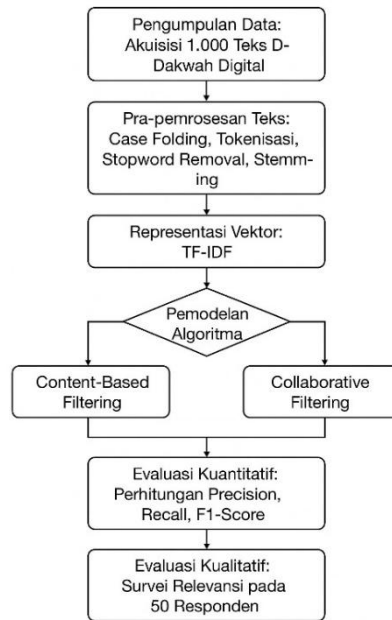 Pengumpulan Data:
Akuisisi 1.000 Teks D-
Dakwah Digital
Pra-pemrosesan Teks:
Case Folding, Tokenisasi,
Stopword Removal, Stemm-
ing
Representasi Vektor:
TF-IDF
Pemodelan
Algoritma
Content-Based
Filtering
Collaborative
Filtering
Evaluasi Kuantitatif:
Perhitungan Precision,
Recall, F1-Score
Evaluasi Kualitatif:
Survei Relevansi pada
50 Responden